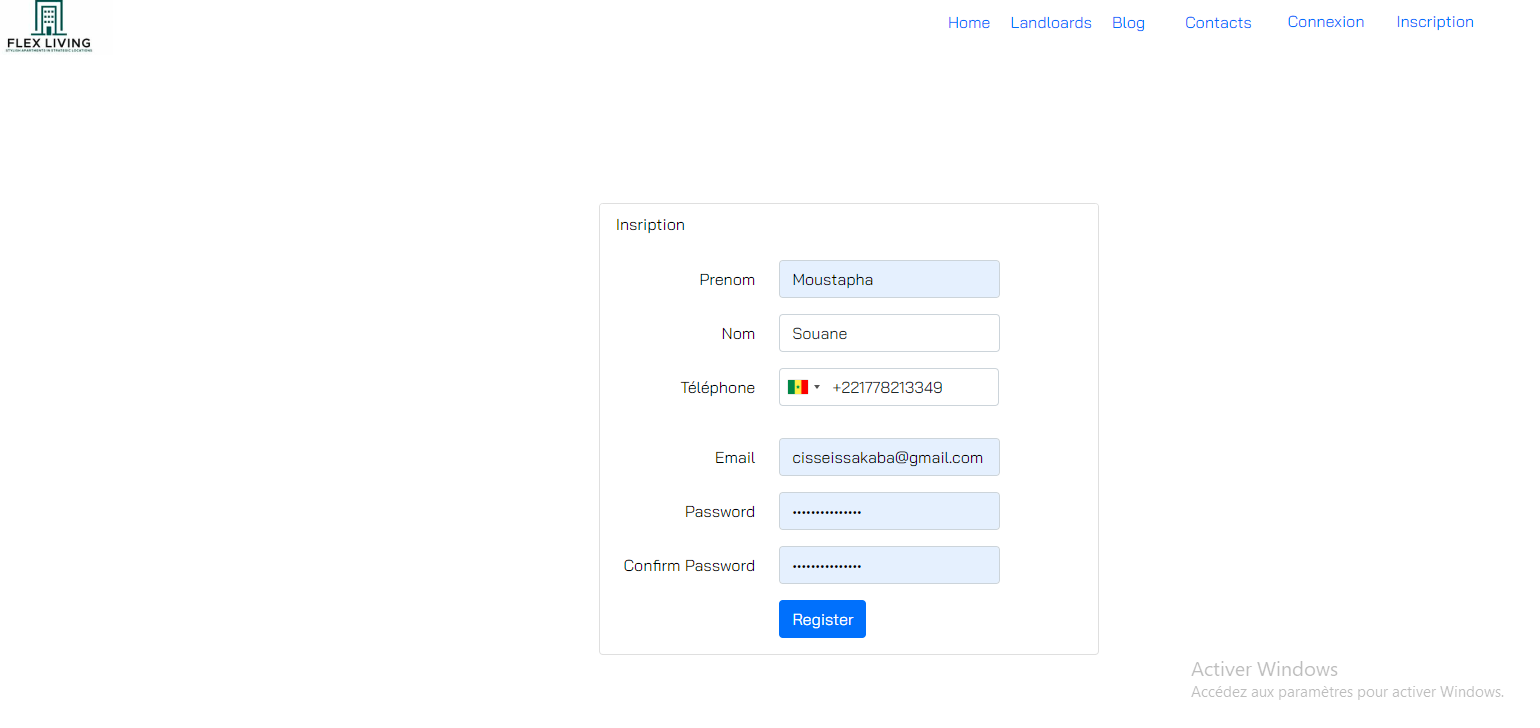 FLEX LIVING
STYLISH APARTMENTS IN STRATEGIC LOCATIONS
Home Landloards Blog Contacts Connexion Inscription
Insription
Prenom Moustapha
Nom Souane
Téléphone +221778213349
Email cisseissakaba@gmail.com
Password •••••••••••••••
Confirm Password •••••••••••••••
Register
Activer Windows
Accédez aux paramètres pour activer Windows.